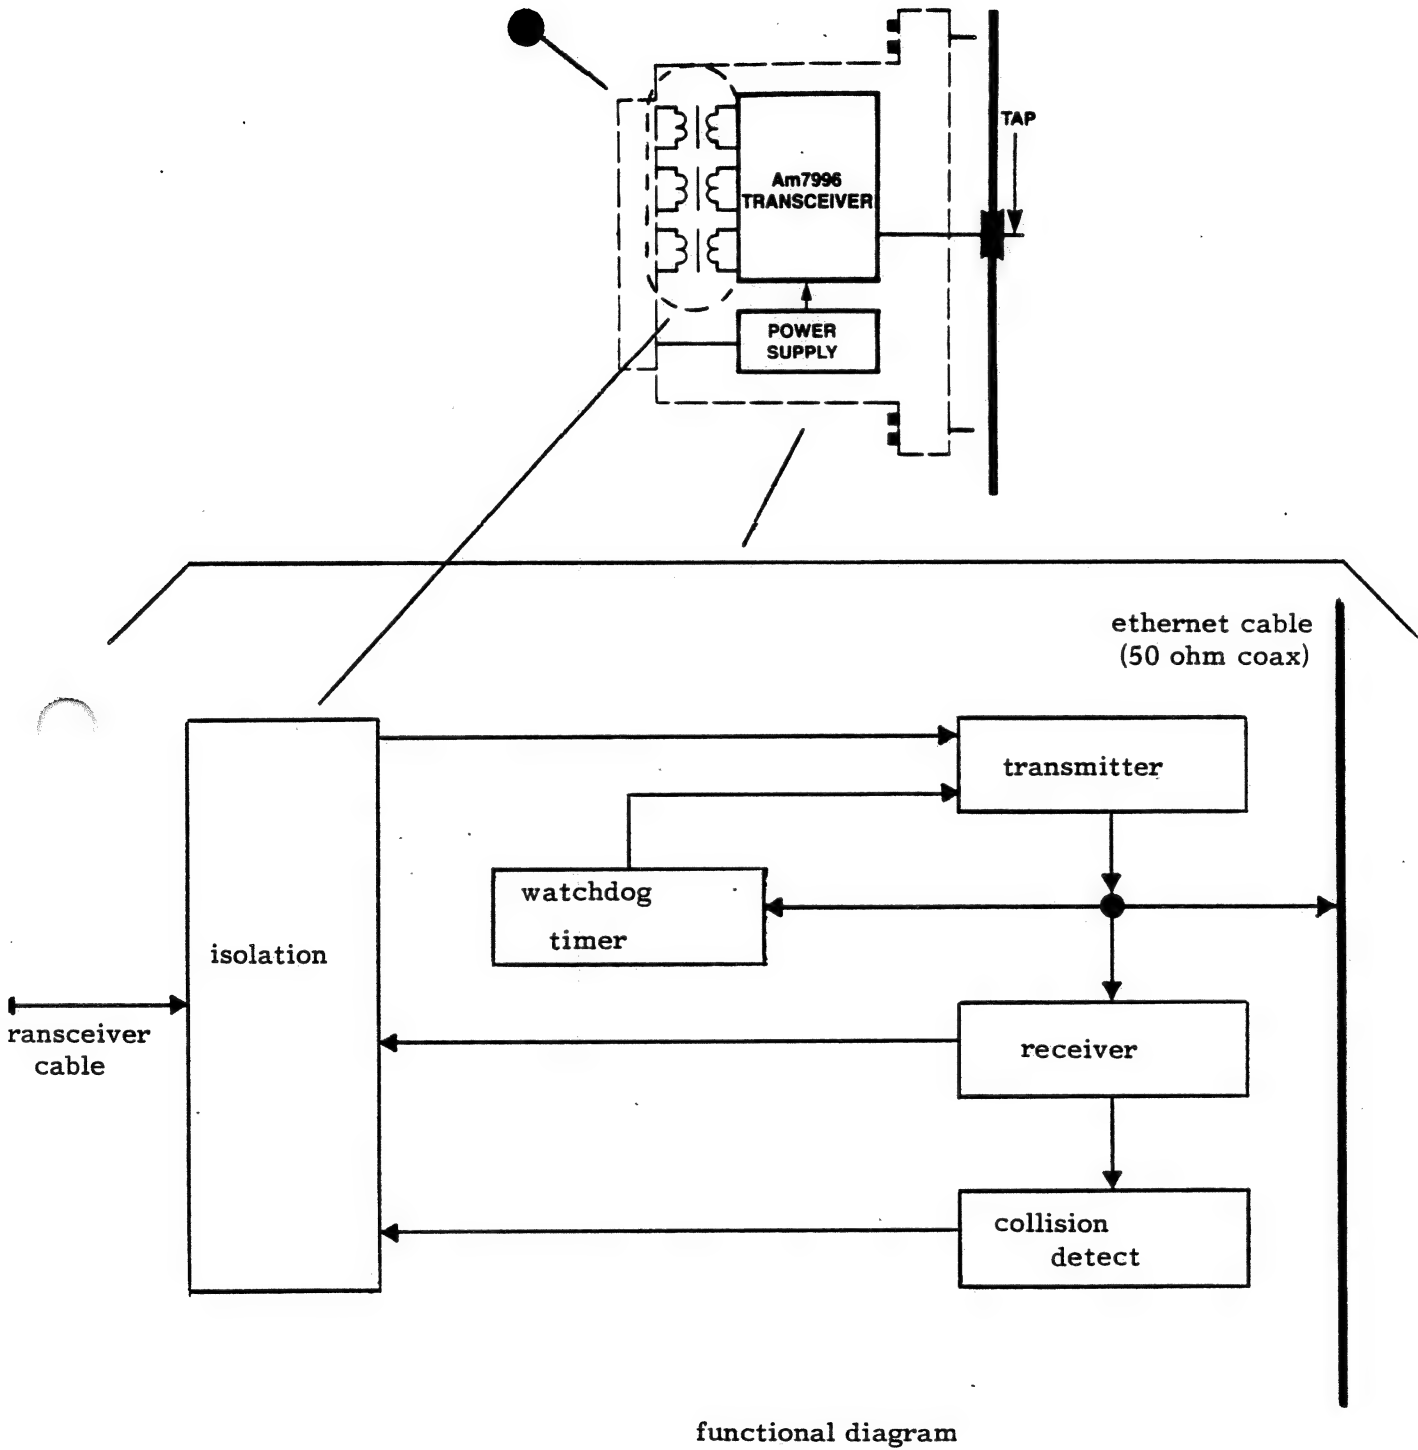 TAP
Am7996
TRANSCEIVER
POWER
SUPPLY
ethernet cable
(50 ohm coax)
transmitter
watchdog
timer
isolation
ransceiver
cable
receiver
collision
detect
functional diagram